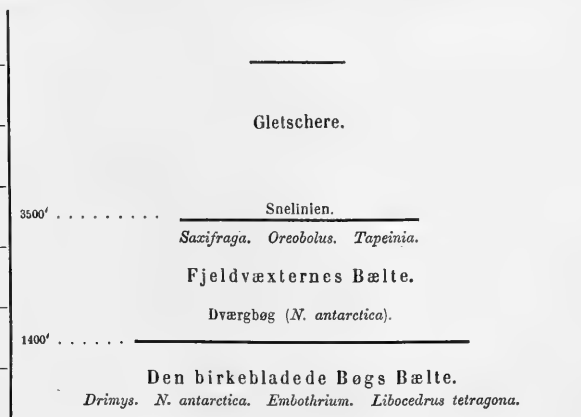 Gletschere.
3500′ . . . . . . . . . Snelinien.
Saxifraga. Oreobolus. Tapeinia.
Fjeldvæxternes Bælte.
Dværgbøg (N. antarctica).
1400′ . . . . . .
Den birkebladede Bøgs Bælte.
Drimys. N. antarctica. Embothrium. Libocedrus tetragona.